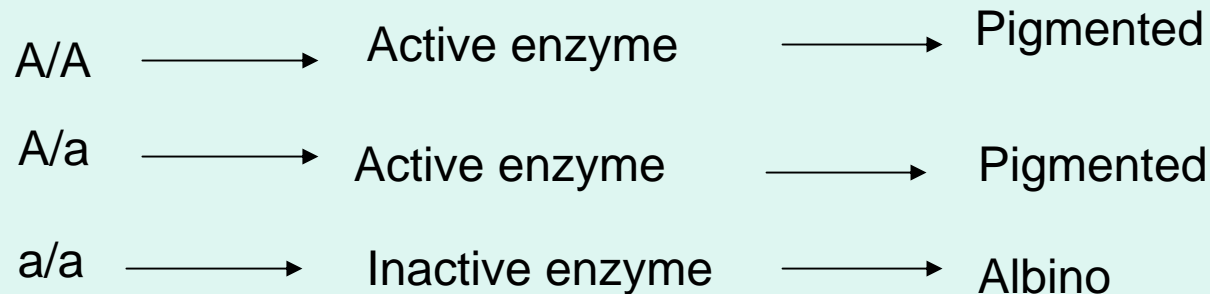 A/A Active enzyme Pigmented
A/a Active enzyme Pigmented
a/a Inactive enzyme Albino